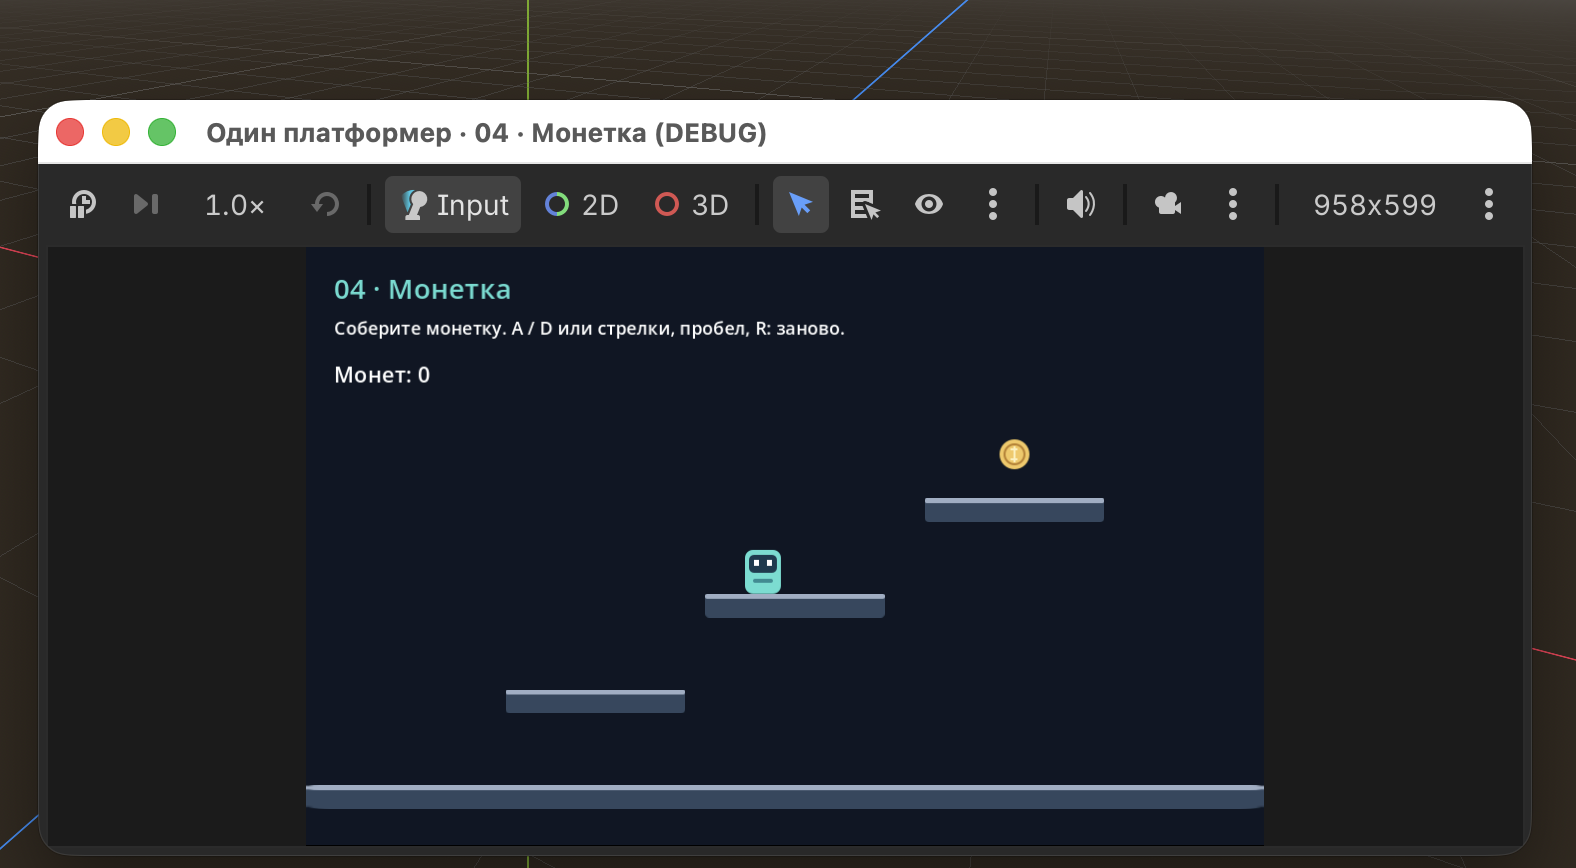 Один платформер · 04 · Монетка (DEBUG)
1.0× Input 2D 3D 958x599
04 · Монетка
Соберите монетку. A / D или стрелки, пробел, R: заново.
Монет: 0